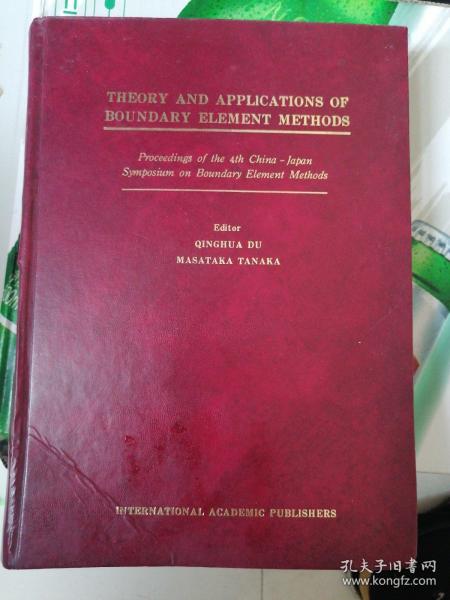 THEORY AND APPLICATIONS OF
BOUNDARY ELEMENT METHODS
Proceedings of the 4th China-Japan
Symposium on Boundary Element Methods
Editor
QINGHUA DU
MASATAKA TANAKA
INTERNATIONAL ACADEMIC PUBLISHERS
孔夫子旧书网
www.kongfz.com